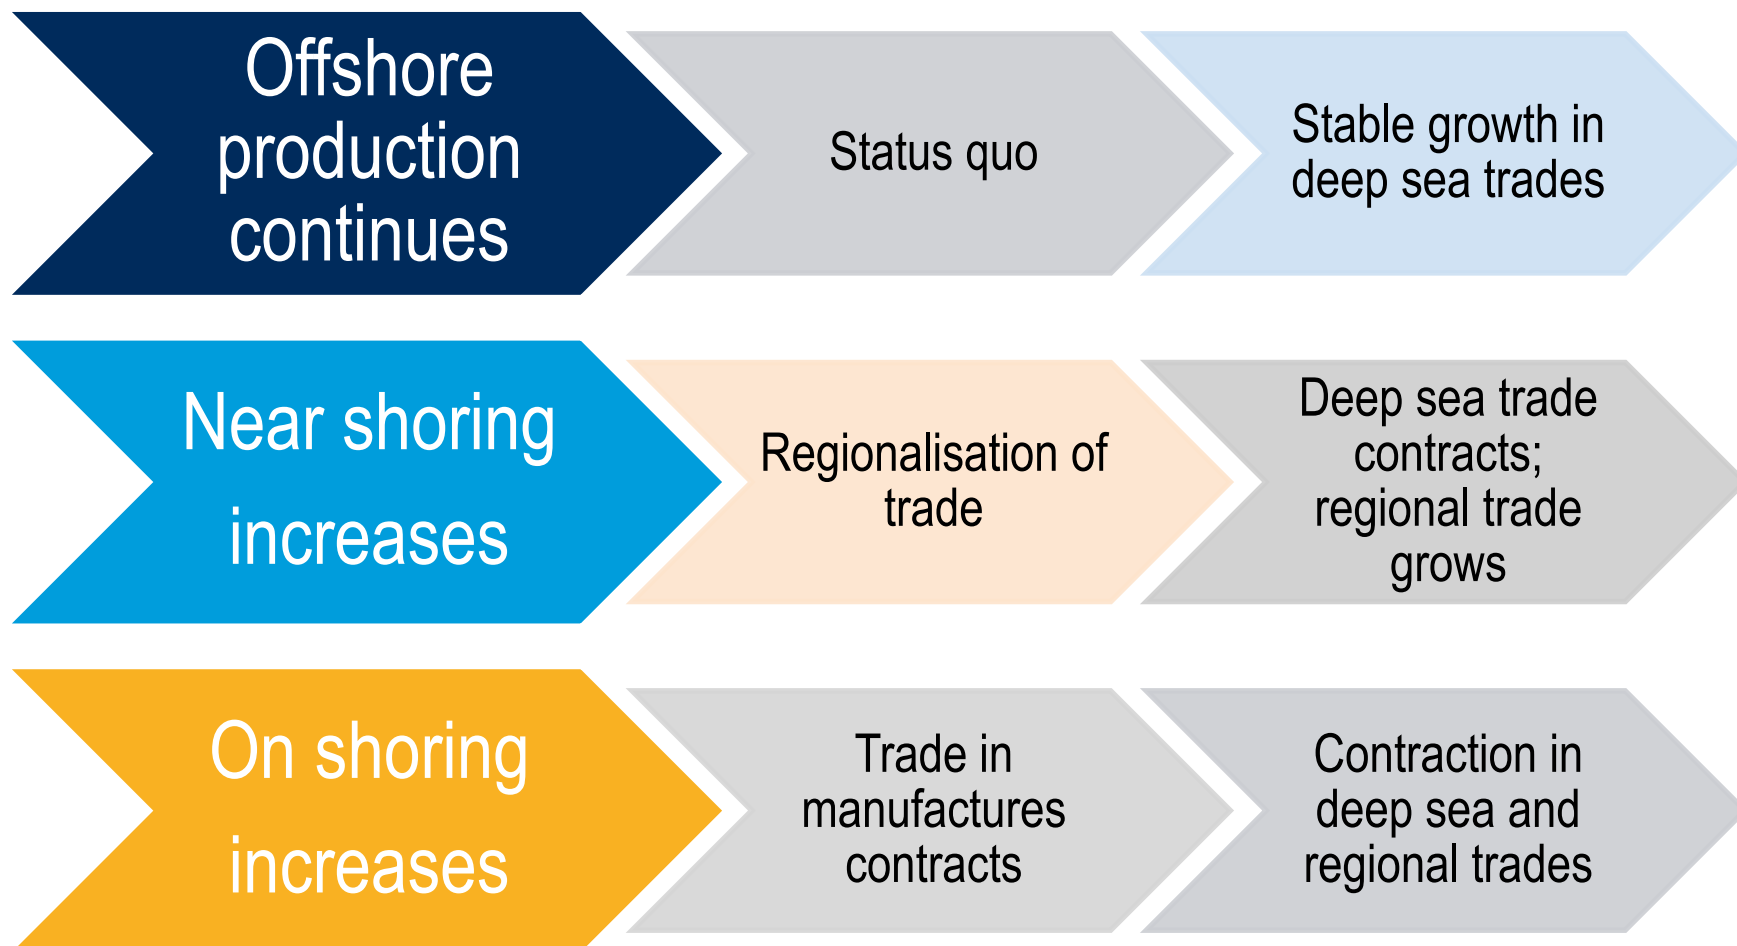 Offshore
production
continues
Status quo
Stable growth in
deep sea trades
Near shoring
increases
Regionalisation of
trade
Deep sea trade
contracts;
regional trade
grows
On shoring
increases
Trade in
manufactures
contracts
Contraction in
deep sea and
regional trades